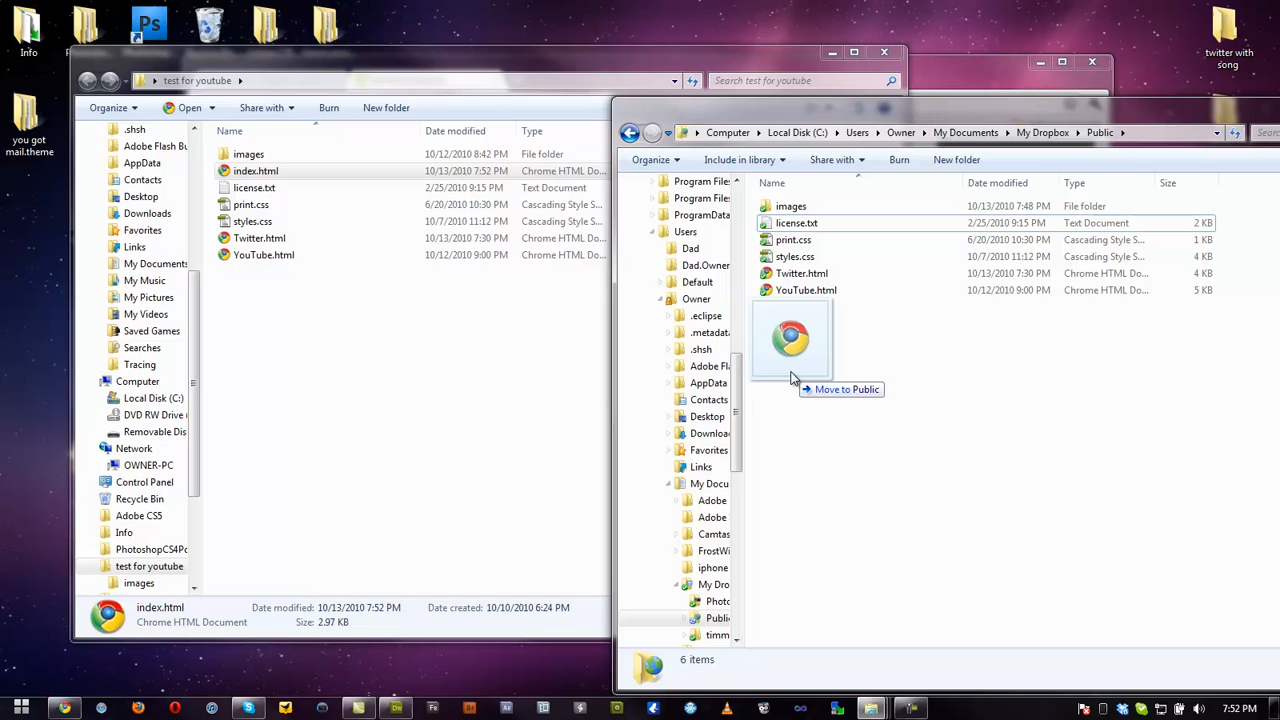 Info
Ps
twitter with
song
you got
mail.theme
test for youtube
Search test for youtube
Organize Open Share with Burn New folder
Name Date modified Type
images 10/12/2010 8:42 PM File folder
index.html 10/13/2010 7:52 PM Chrome HTML Do...
license.txt 2/25/2010 9:15 PM Text Document
print.css 6/20/2010 10:30 PM Cascading Style S...
styles.css 10/7/2010 11:12 PM Cascading Style S...
Twitter.html 10/13/2010 7:30 PM Chrome HTML Do...
YouTube.html 10/12/2010 9:00 PM Chrome HTML Do...
.shsh
Adobe Flash Bu
AppData
Contacts
Desktop
Downloads
Favorites
Links
My Documents
My Music
My Pictures
My Videos
Saved Games
Searches
Tracing
Computer
Local Disk (C:)
DVD RW Drive (
Removable Dis
Network
OWNER-PC
Control Panel
Recycle Bin
Adobe CS5
Info
PhotoshopCS4Po
test for youtube
images
index.html Date modified: 10/13/2010 7:52 PM Date created: 10/10/2010 6:24 PM
Chrome HTML Document Size: 2.97 KB
Computer Local Disk (C:) Users Owner My Documents My Dropbox Public
Sear
Organize Include in library Share with Burn New folder
Name Date modified Type Size
images 10/13/2010 7:48 PM File folder
license.txt 2/25/2010 9:15 PM Text Document 2 KB
print.css 6/20/2010 10:30 PM Cascading Style S... 1 KB
styles.css 10/7/2010 11:12 PM Cascading Style S... 4 KB
Twitter.html 10/13/2010 7:30 PM Chrome HTML Do... 4 KB
YouTube.html 10/12/2010 9:00 PM Chrome HTML Do... 5 KB
Move to Public
Program Files
Program Files
ProgramData
Users
Dad
Dad.Owner
Default
Owner
.eclipse
.metadata
.shsh
Adobe Fl
AppData
Contacts
Desktop
Downloa
Favorites
Links
My Docu
Adobe
Adobe
Camtas
FrostWi
iphone
My Dro
Photo
Public
timm
6 items
7:52 PM